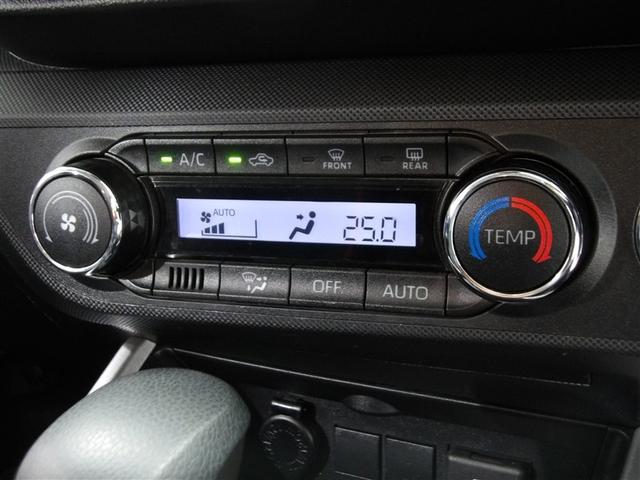 A/C
FRONT
REAR
AUTO
25.0
TEMP
OFF
AUTO